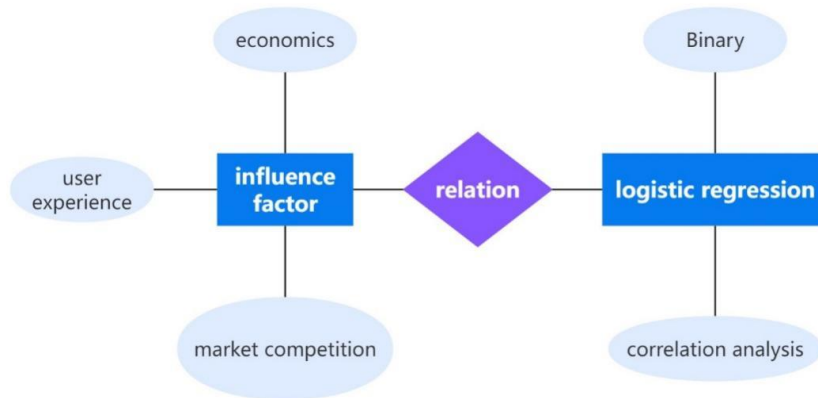 economics
Binary
user
experience
influence
factor
relation
logistic regression
market competition
correlation analysis